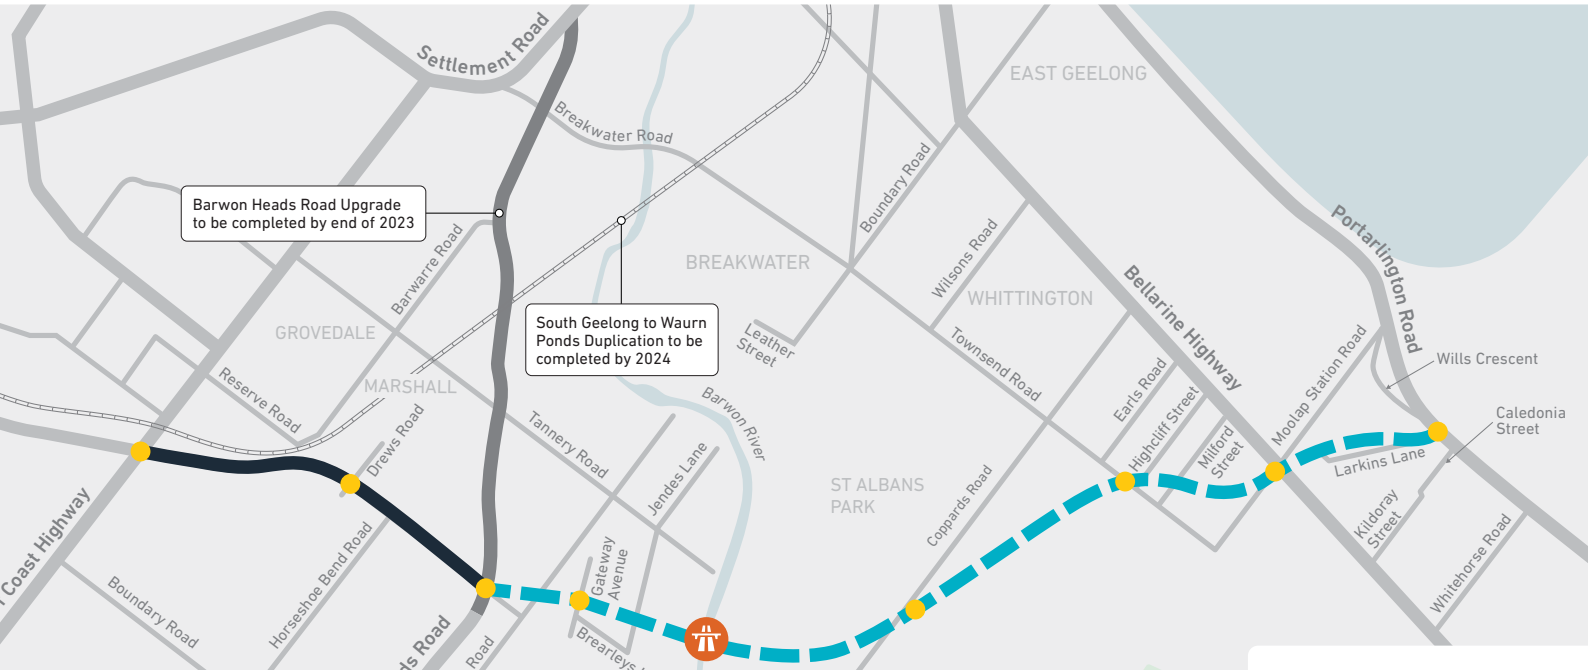 Settlement Road
EAST GEELONG
Breakwater Road
Boundary Road
Barwon Heads Road Upgrade
to be completed by end of 2023
Portarlington Road
Barwarre Road
Wilsons Road
BREAKWATER
Bellarine Highway
WHITTINGTON
GROVEDALE
South Geelong to Waurn
Ponds Duplication to be
completed by 2024
Leather
Street
Townsend Road
Moolap Station Road
Wills Crescent
MARSHALL
Reserve Road
Earls Road
Highcliff Street
Caledonia
Street
Drews Road
Tannery Road
Barwon River
Milford
Street
Larkins Lane
Jendes Lane
ST ALBANS
PARK
Coppards Road
Kildoray
Street
Coast Highway
Horseshoe Bend Road
Gateway
Avenue
Whitehorse Road
Boundary Road
Brearleys
Road
Road